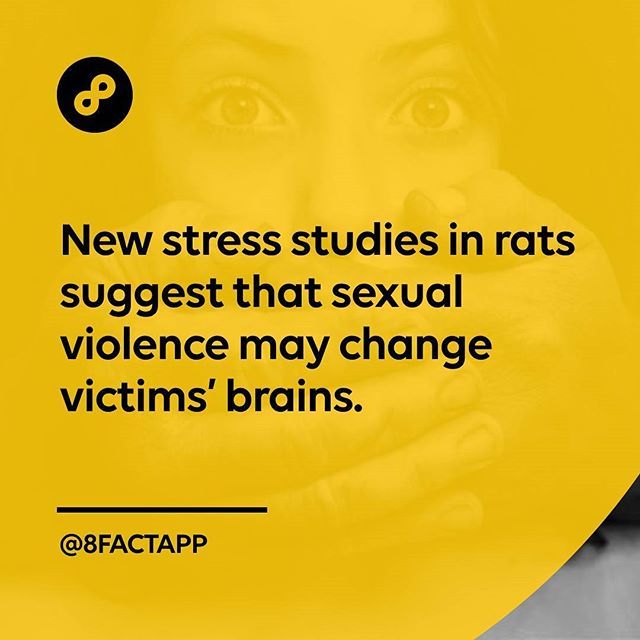 New stress studies in rats
suggest that sexual
violence may change
victims’ brains.
@8FACTAPP